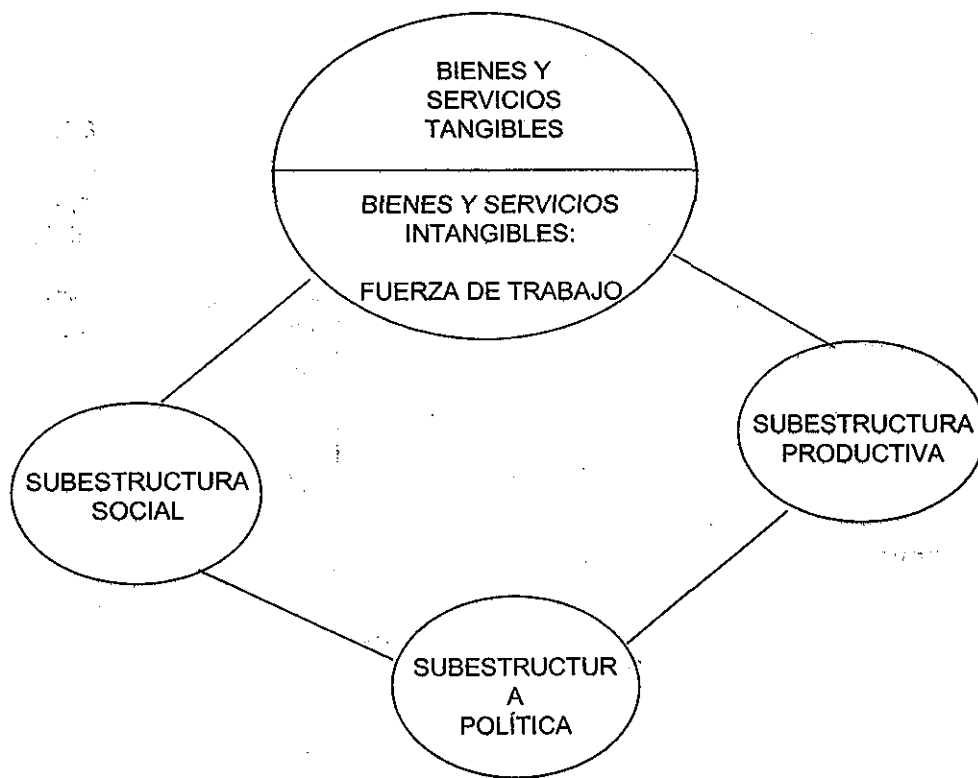 BIENES Y
SERVICIOS
TANGIBLES
BIENES Y SERVICIOS
INTANGIBLES:
FUERZA DE TRABAJO
SUBESTRUCTURA
PRODUCTIVA
SUBESTRUCTURA
SOCIAL
SUBESTRUCTUR
A
POLÍTICA